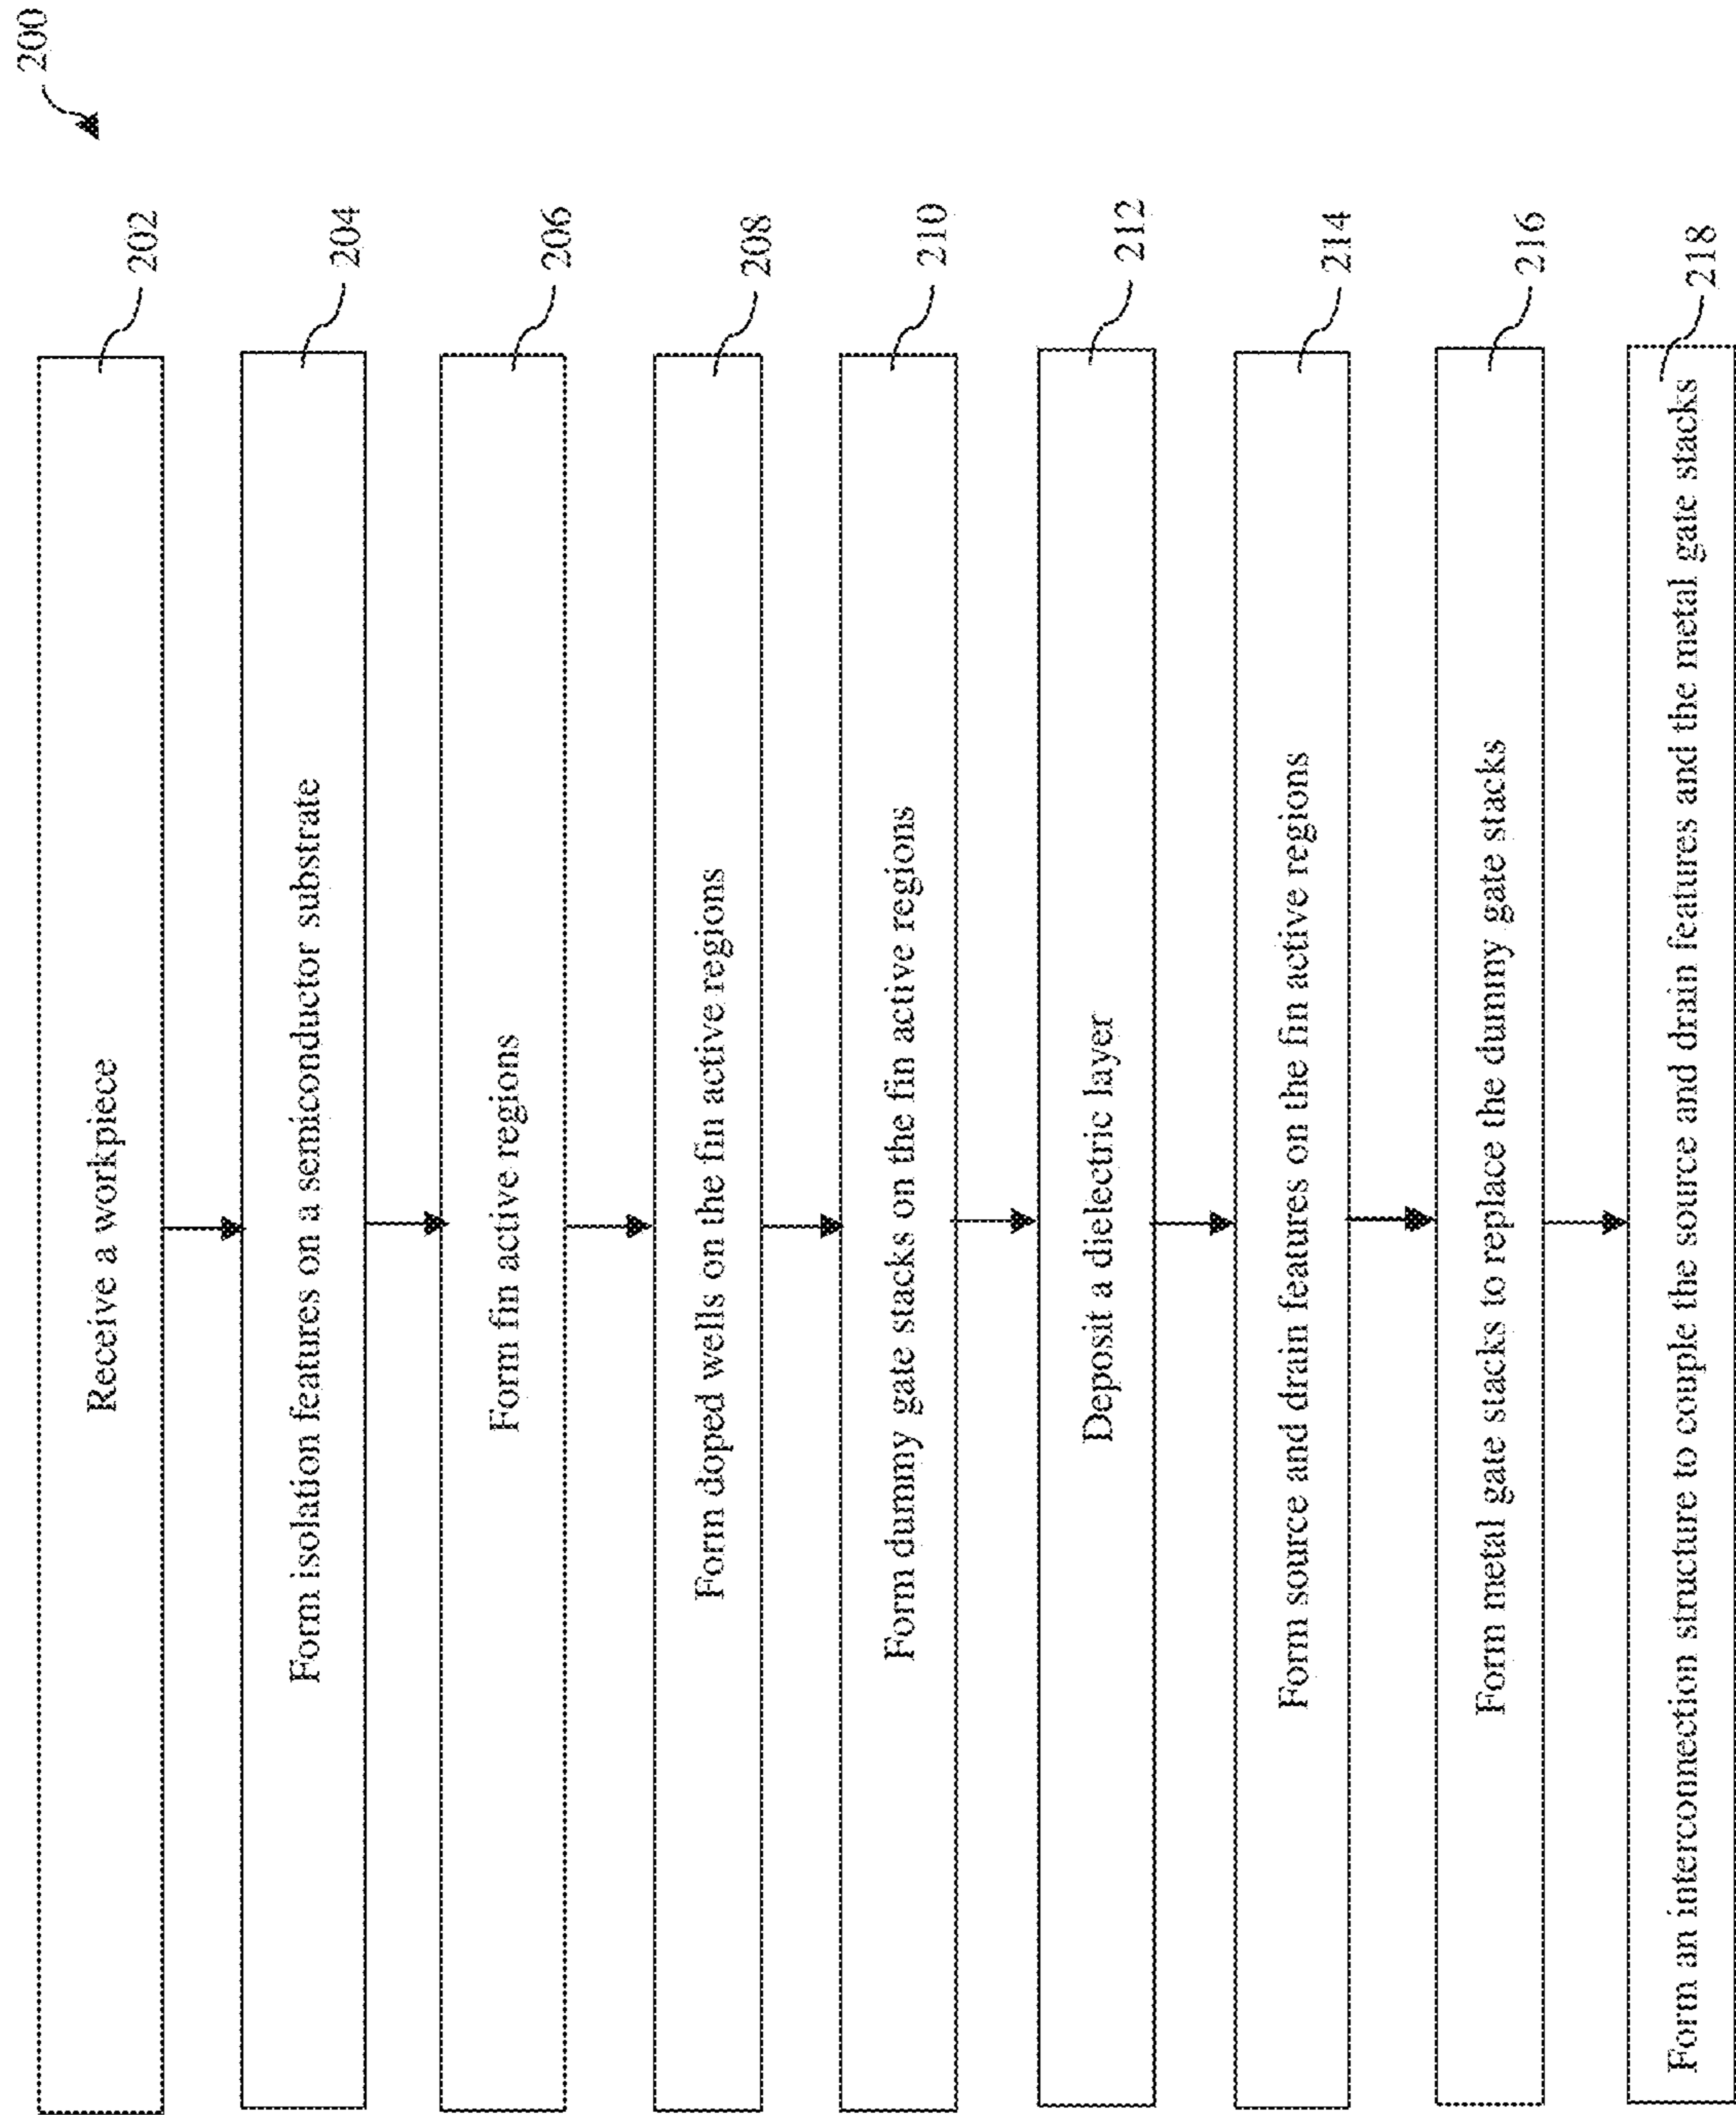 200
Receive a workpiece
202
Form isolation features on a semiconductor substrate
204
Form fin active regions
206
Form doped wells on the fin active regions
208
Form dummy gate stacks on the fin active regions
210
Deposit a dielectric layer
212
Form source and drain features on the fin active regions
214
Form metal gate stacks to replace the dummy gate stacks
216
Form an interconnection structure to couple the source and drain features and the metal gate stacks
218